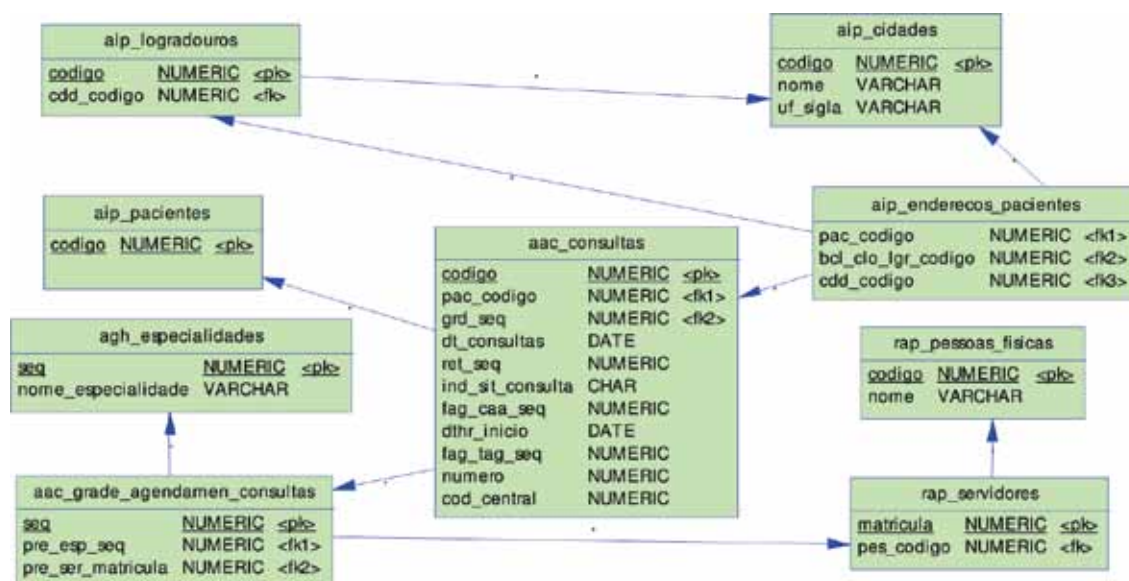 aip_logradouros
codigo NUMERIC <pk>
cdd_codigo NUMERIC <fk>
aip_cidades
codigo NUMERIC <pk>
nome VARCHAR
uf_sigla VARCHAR
aip_pacientes
codigo NUMERIC <pk>
aip_enderecos_pacientes
pac_codigo NUMERIC <fk1>
bcl_clo_lgr_codigo NUMERIC <fk2>
cdd_codigo NUMERIC <fk3>
aac_consultas
codigo NUMERIC <pk>
pac_codigo NUMERIC <fk1>
grd_seq NUMERIC <fk2>
dt_consultas DATE
ret_seq NUMERIC
ind_sit_consulta CHAR
fag_caa_seq NUMERIC
dthr_inicio DATE
fag_tag_seq NUMERIC
numero NUMERIC
cod_central NUMERIC
agh_especialidades
seq NUMERIC <pk>
nome_especialidade VARCHAR
rap_pessoas_fisicas
codigo NUMERIC <pk>
nome VARCHAR
aac_grade_agendamen_consultas
seq NUMERIC <pk>
pre_esp_seq NUMERIC <fk1>
pre_ser_matricula NUMERIC <fk2>
rap_servidores
matricula NUMERIC <pk>
pes_codigo NUMERIC <fk>